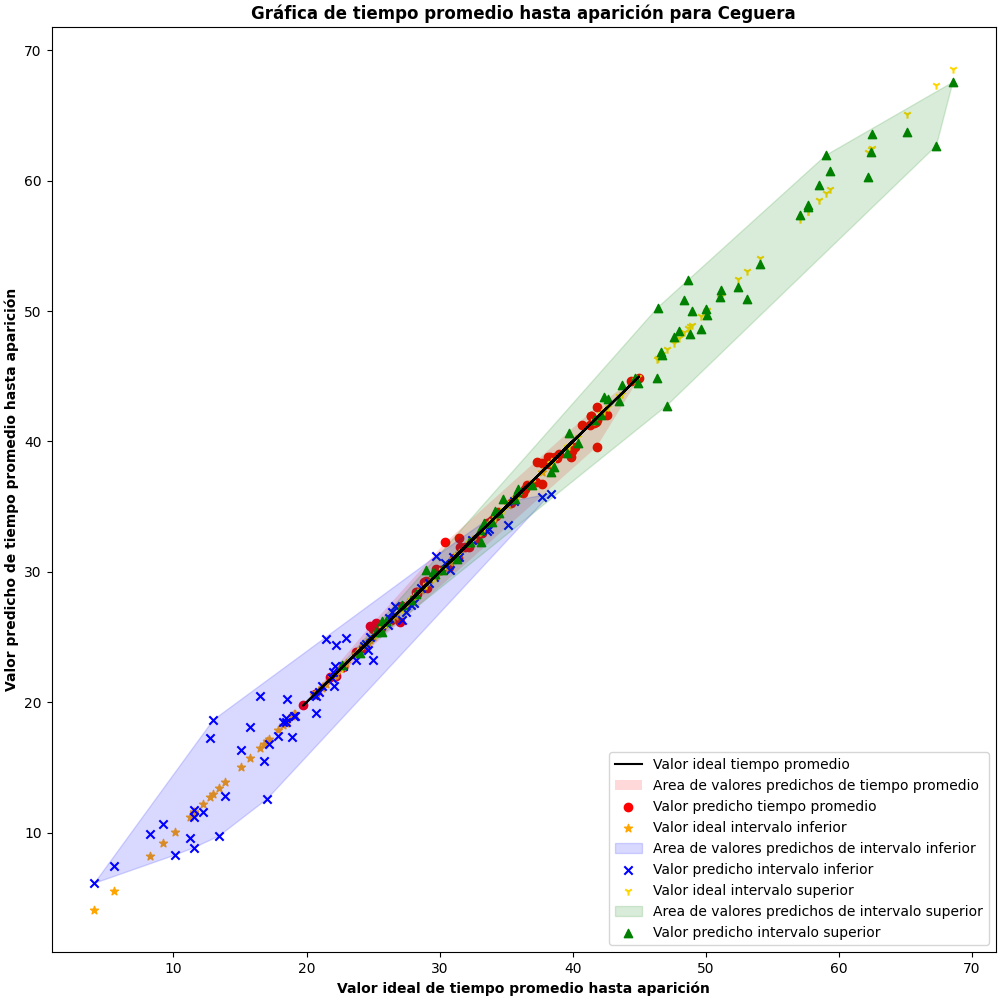 Gráfica de tiempo promedio hasta aparición para Ceguera
Valor predicho de tiempo promedio hasta aparición
70
60
50
40
30
20
10
Valor ideal tiempo promedio
Area de valores predichos de tiempo promedio
Valor predicho tiempo promedio
Valor ideal intervalo inferior
Area de valores predichos de intervalo inferior
Valor predicho intervalo inferior
Valor ideal intervalo superior
Area de valores predichos de intervalo superior
Valor predicho intervalo superior
10 20 30 40 50 60 70
Valor ideal de tiempo promedio hasta aparición